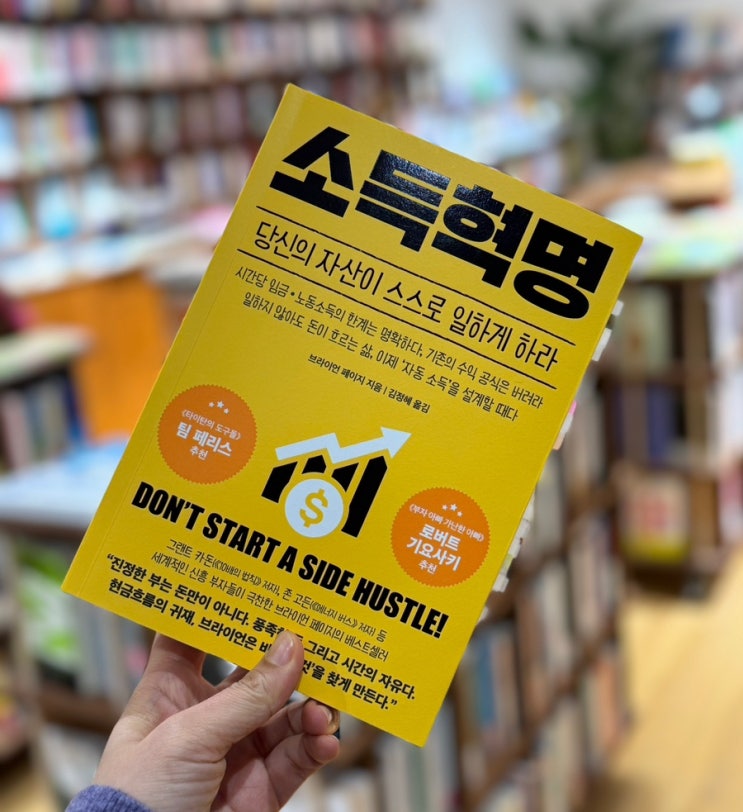 소득혁명
당신의 자산이 스스로 일하게 하라
시간당 임금·노동소득의 한계는 명확하다, 기존의 수익 공식은 버려라
일하지 않아도 돈이 흐르는 삶, 이제 '자동 소득'을 설계할 때다
브라이언 페이지 지음 | 김정혜 옮김
《타이탄의 도구들》
팀 페리스
추천
$
《부자 아빠 가난한 아빠》
로버트
기요사키
추천
DON'T START A SIDE HUSTLE!
그랜트 카돈《10배의 법칙》 저자, 존 고든《에너지 버스》 저자 등
세계적인 신흥 부자들이 극찬한 브라이언 페이지의 베스트셀러
"진정한 부는 돈만이 아니다. 그리고 시간의 자유다.
현금흐름의 귀재, 브라이언은 찾게 만든다."